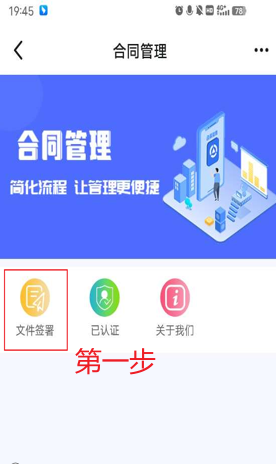 19:45
HD
78
合同管理
合同管理
简化流程 让管理更便捷
文件签署
已认证
关于我们
第一步